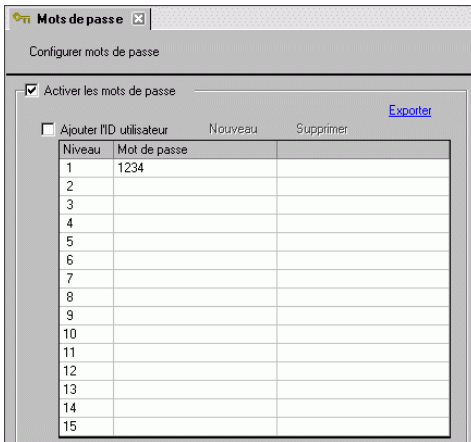 Mots de passe
Configurer mots de passe
Activer les mots de passe
Exporter
Ajouter l'ID utilisateur Nouveau Supprimer
Niveau Mot de passe
1 1234
2
3
4
5
6
7
8
9
10
11
12
13
14
15